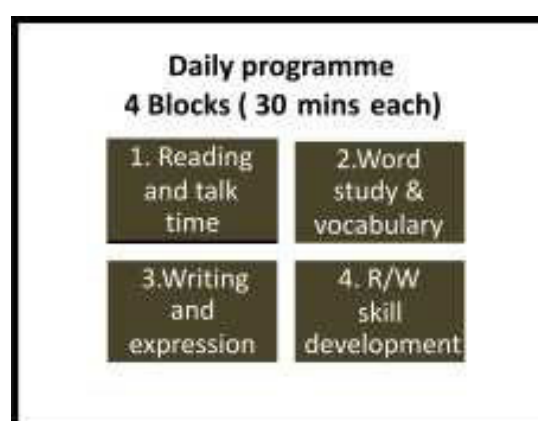 Daily programme
4 Blocks ( 30 mins each)
1. Reading
and talk
time
2.Word
study &
vocabulary
3.Writing
and
expression
4. R/W
skill
development